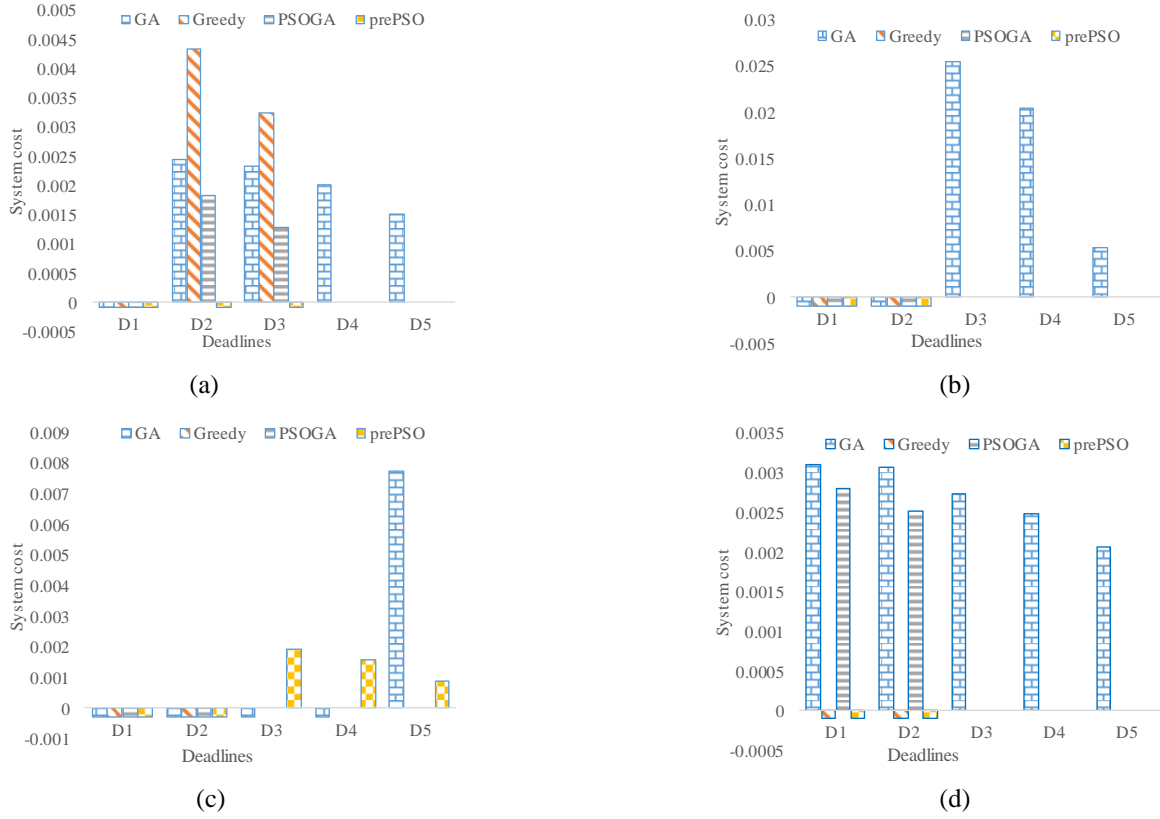 0.005
GA Greedy PSOGA prePSO
0.0045
0.004
0.0035
0.003
0.0025
0.002
0.0015
0.001
0.0005
0
-0.0005
System cost
D1 D2 D3 D4 D5
Deadlines
(a)
0.03
GA Greedy PSOGA prePSO
0.025
0.02
0.015
0.01
0.005
0
-0.005
System cost
D1 D2 D3 D4 D5
Deadlines
(b)
0.009
GA Greedy PSOGA prePSO
0.008
0.007
0.006
0.005
0.004
0.003
0.002
0.001
0
-0.001
System cost
D1 D2 D3 D4 D5
Deadlines
(c)
0.0035
GA Greedy PSOGA prePSO
0.003
0.0025
0.002
0.0015
0.001
0.0005
0
-0.0005
System cost
D1 D2 D3 D4 D5
Deadlines
(d)